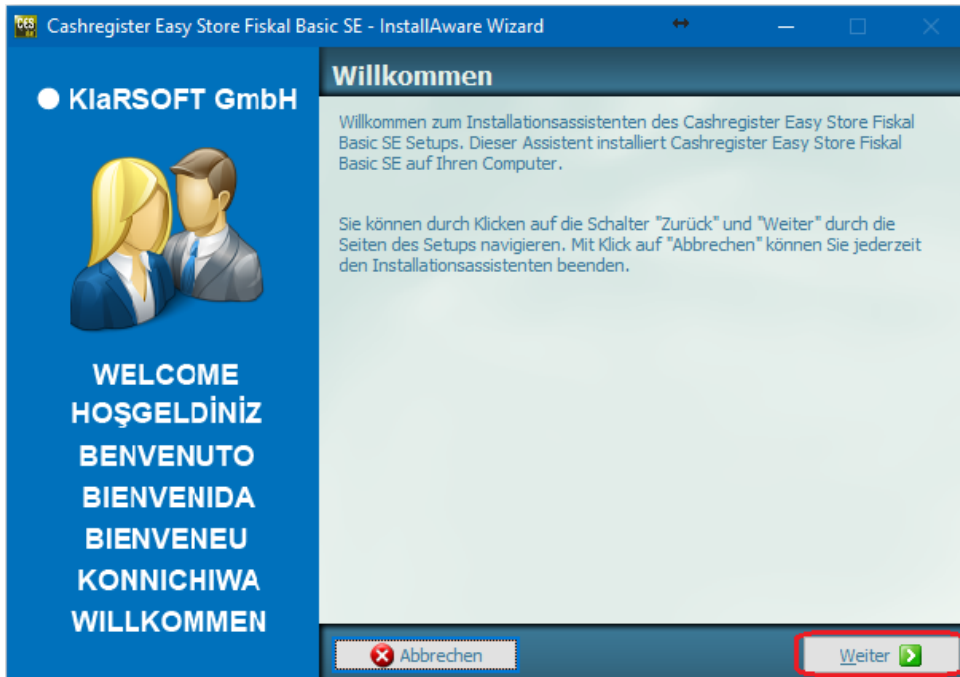 Cashregister Easy Store Fiskal Basic SE - InstallAware Wizard
KlaRSOFT GmbH
WELCOME
HOŞGELDİNİZ
BENVENUTO
BIENVENIDA
BIENVENEU
KONNICHIWA
WILLKOMMEN
Willkommen
Willkommen zum Installationsassistenten des Cashregister Easy Store Fiskal
Basic SE Setups. Dieser Assistent installiert Cashregister Easy Store Fiskal
Basic SE auf Ihren Computer.
Sie können durch Klicken auf die Schalter "Zurück" und "Weiter" durch die
Seiten des Setups navigieren. Mit Klick auf "Abbrechen" können Sie jederzeit
den Installationsassistenten beenden.
Abbrechen
Weiter